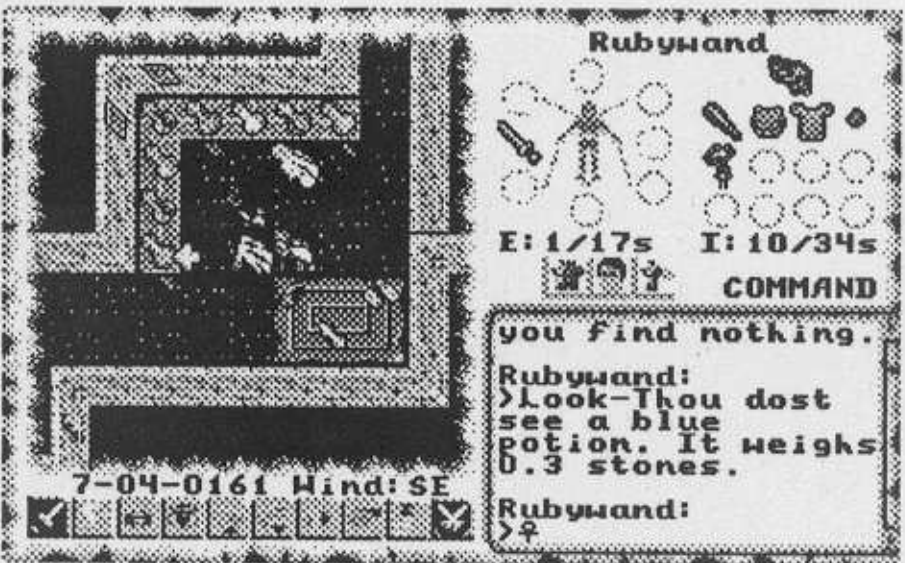 Rubywand
E: 1/17s I: 10/34s
COMMAND
you find nothing.
Rubywand:
>Look-Thou dost
see a blue
potion. It weighs
0.3 stones.
Rubywand:
>♀
7-04-0161 Wind: SE